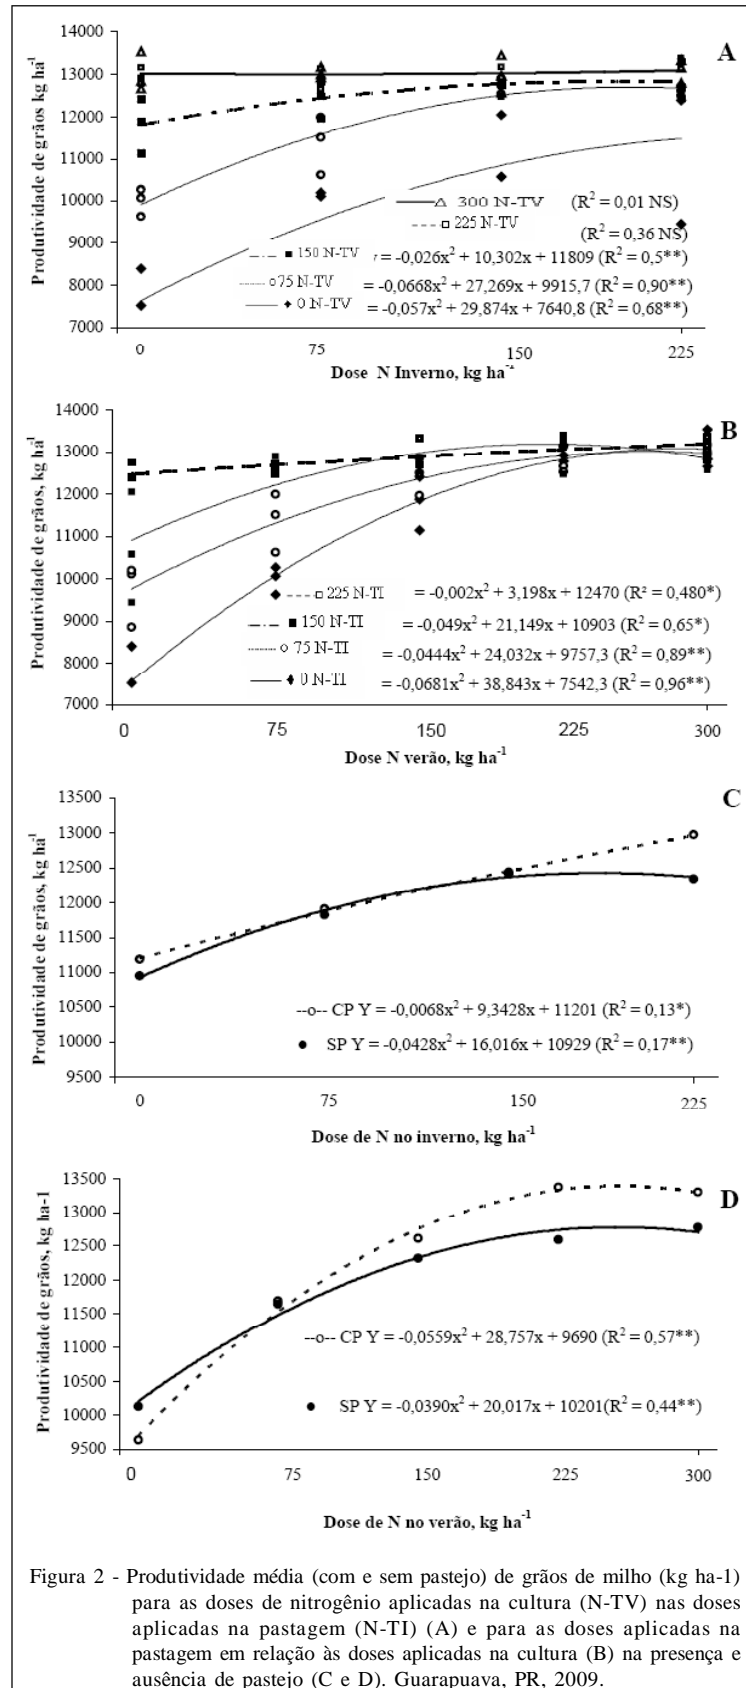 A
14000
13000
12000
11000
10000
9000
8000
7000
Produtividade de grãos kg ha-1
300 N-TV (R2 = 0,01 NS)
225 N-TV
(R2 = 0,36 NS)
150 N-TV = -0,026x2 + 10,302x + 11809 (R2 = 0,5**)
75 N-TV = -0,0668x2 + 27,269x + 9915,7 (R2 = 0,90**)
0 N-TV = -0,057x2 + 29,874x + 7640,8 (R2 = 0,68**)
0 75 150 225
Dose N Inverno, kg ha-1
B
14000
13000
12000
11000
10000
9000
8000
7000
Produtividade de grãos, kg ha-1
225 N-TI = -0,002x2 + 3,198x + 12470 (R2 = 0,480*)
150 N-TI = -0,049x2 + 21,149x + 10903 (R2 = 0,65*)
75 N-TI = -0,0444x2 + 24,032x + 9757,3 (R2 = 0,89**)
0 N-TI = -0,0681x2 + 38,843x + 7542,3 (R2 = 0,96**)
0 75 150 225 300
Dose N verão, kg ha-1
C
13500
13000
12500
12000
11500
11000
10500
10000
9500
Produtividade de grãos, kg ha-1
--o-- CP Y = -0,0068x2 + 9,3428x + 11201 (R2 = 0,13*)
● SP Y = -0,0428x2 + 16,016x + 10929 (R2 = 0,17**)
0 75 150 225
Dose de N no inverno, kg ha-1
D
13500
13000
12500
12000
11500
11000
10500
10000
9500
Produtividade de grãos, kg ha-1
--o-- CP Y = -0,0559x2 + 28,757x + 9690 (R2 = 0,57**)
● SP Y = -0,0390x2 + 20,017x + 10201(R2 = 0,44**)
0 75 150 225 300
Dose de N no verão, kg ha-1
Figura 2 - Produtividade média (com e sem pastejo) de grãos de milho (kg ha-1)
para as doses de nitrogênio aplicadas na cultura (N-TV) nas doses
aplicadas na pastagem (N-TI) (A) e para as doses aplicadas na
pastagem em relação às doses aplicadas na cultura (B) na presença e
ausência de pastejo (C e D). Guarapuava, PR, 2009.